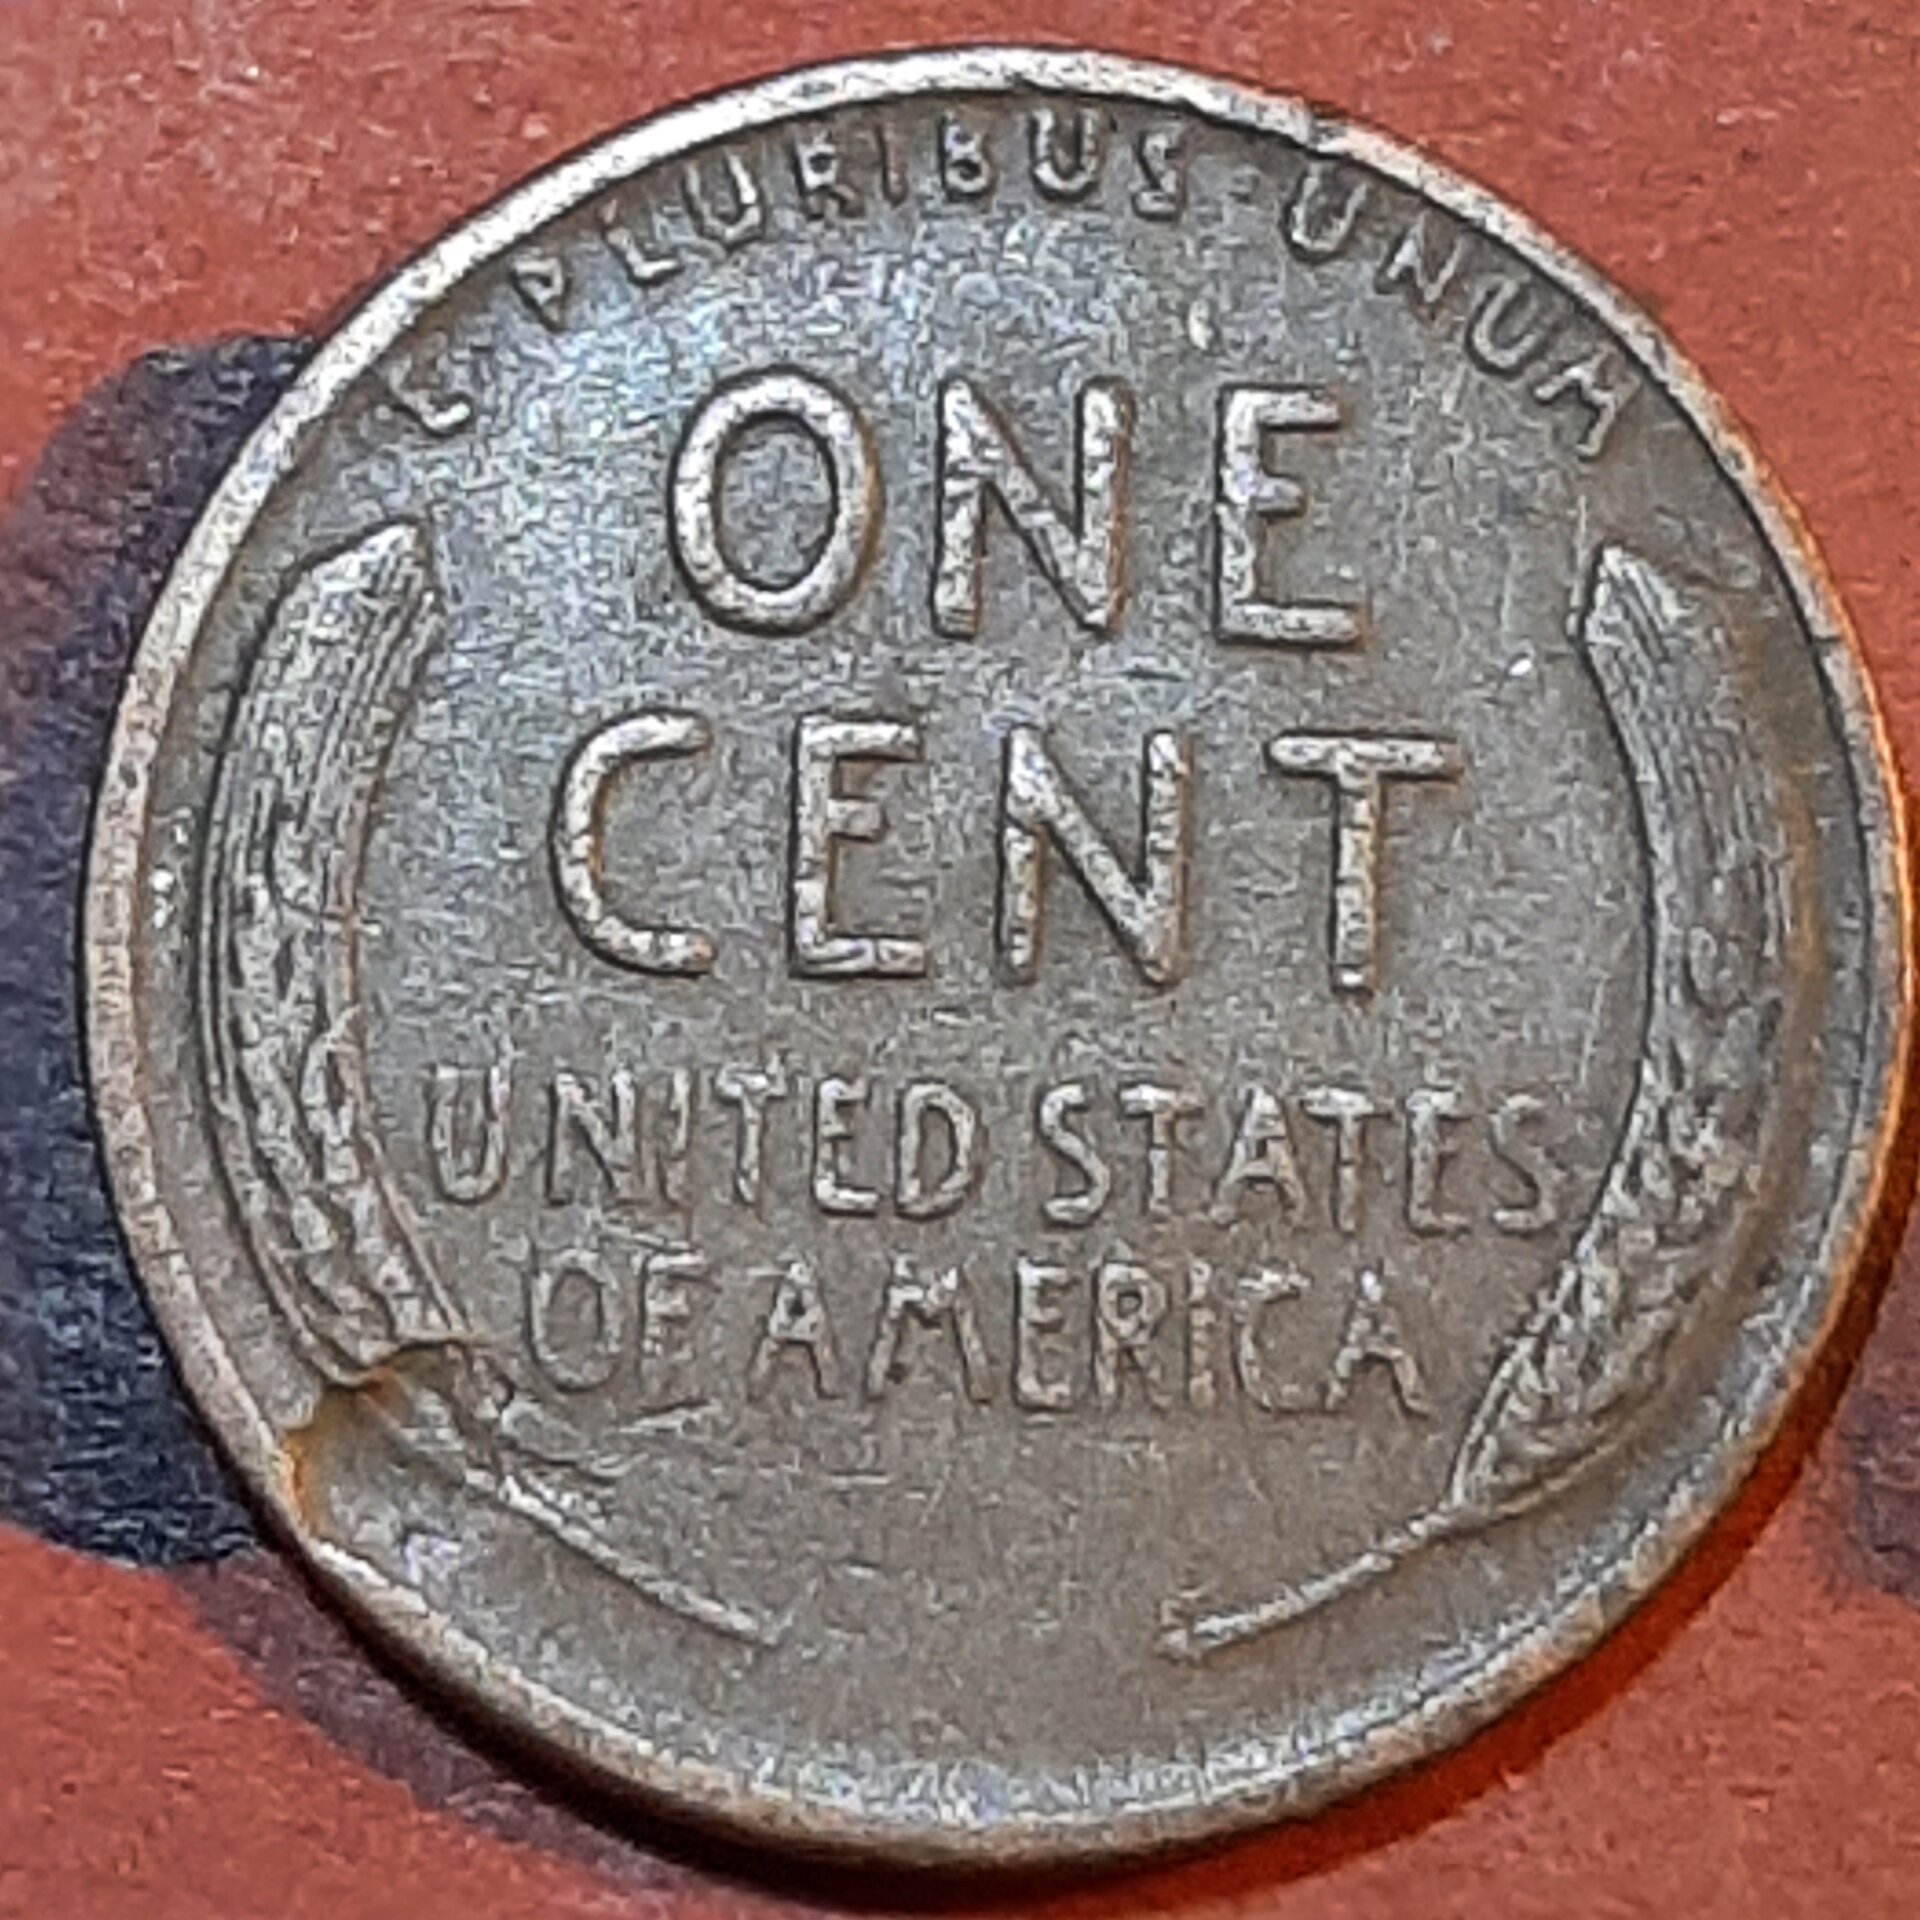 E · PLURIBUS · UNUM
ONE
CENT
UNITED STATES
OF AMERICA